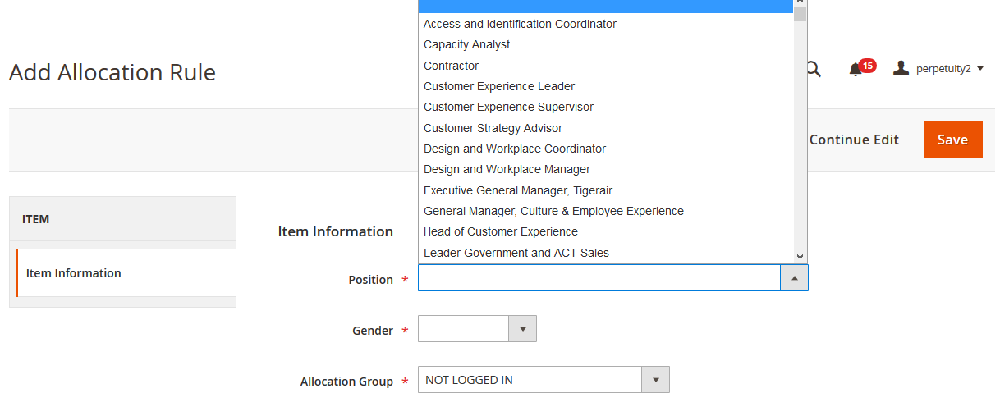 Access and Identification Coordinator
Capacity Analyst
Contractor
Customer Experience Leader
Customer Experience Supervisor
Customer Strategy Advisor
Design and Workplace Coordinator
Design and Workplace Manager
Executive General Manager, Tigerair
General Manager, Culture & Employee Experience
Head of Customer Experience
Leader Government and ACT Sales
Add Allocation Rule
15
perpetuity2
Continue Edit
Save
ITEM
Item Information
Item Information
Position *
Gender *
Allocation Group * NOT LOGGED IN